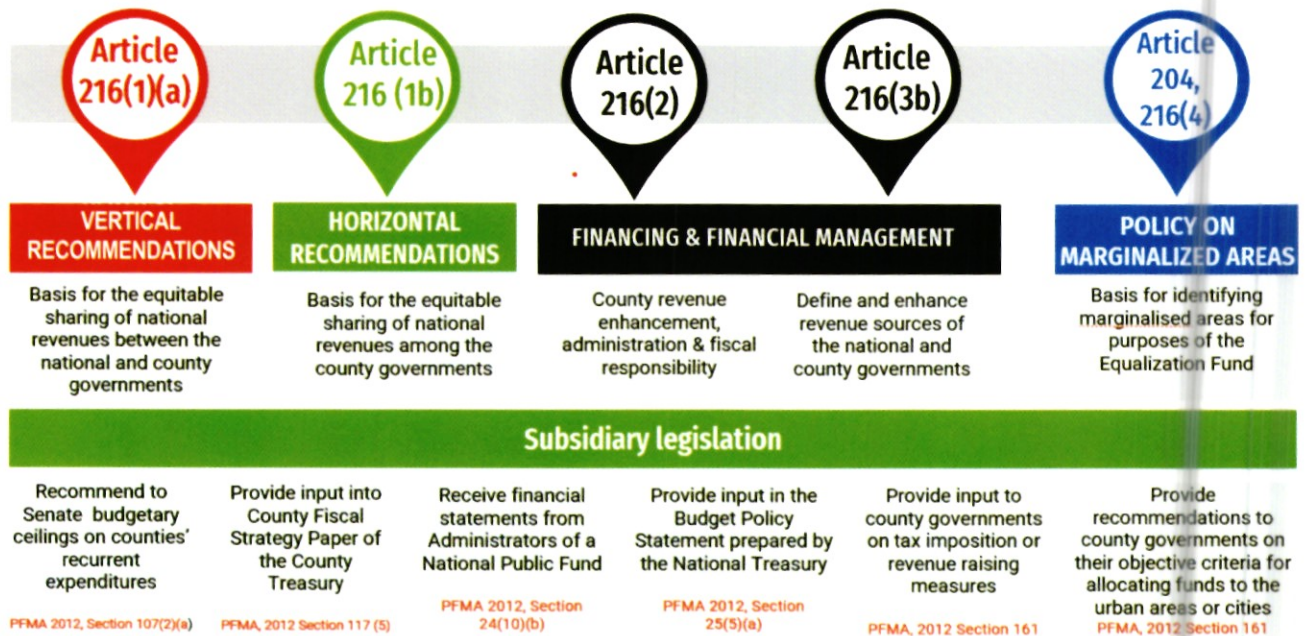 Article
216(1)(a)
Article
216 (1b)
Article
216(2)
Article
216(3b)
Article
204,
216(4)
VERTICAL
RECOMMENDATIONS
HORIZONTAL
RECOMMENDATIONS
FINANCING & FINANCIAL MANAGEMENT
POLICY ON
MARGINALIZED AREAS
Basis for the equitable
sharing of national
revenues between the
national and county
governments
Basis for the equitable
sharing of national
revenues among the
county governments
County revenue
enhancement,
administration & fiscal
responsibility
Define and enhance
revenue sources of
the national and
county governments
Basis for identifying
marginalised areas for
purposes of the
Equalization Fund
Subsidiary legislation
Recommend to
Senate budgetary
ceilings on counties'
recurrent
expenditures
PFMA 2012, Section 107(2)(a)
Provide input into
County Fiscal
Strategy Paper of
the County
Treasury
PFMA, 2012 Section 117 (5)
Receive financial
statements from
Administrators of a
National Public Fund
PFMA 2012, Section
24(10)(b)
Provide input in the
Budget Policy
Statement prepared by
the National Treasury
PFMA 2012, Section
25(5)(a)
Provide input to
county governments
on tax imposition or
revenue raising
measures
PFMA, 2012 Section 161
Provide
recommendations to
county governments on
their objective criteria for
allocating funds to the
urban areas or cities
PFMA, 2012 Section 161